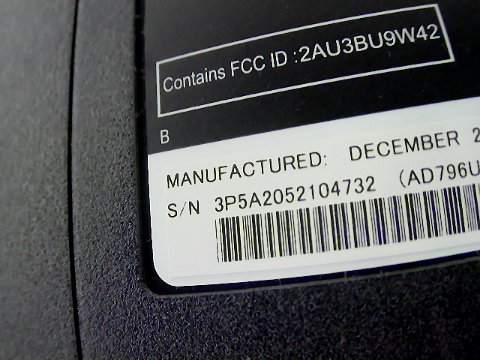 Contains FCC ID :2AU3BU9W42
B
MANUFACTURED: DECEMBER 2
S/N 3P5A2052104732 (AD796U